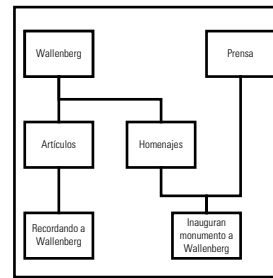 Wallenberg
Prensa
Artículos
Homenajes
Recordando a
Wallenberg
Inauguran
monumento a
Wallenberg